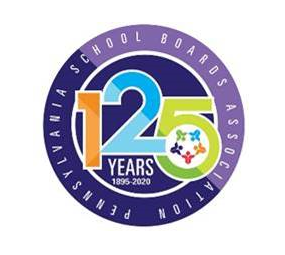 PENNSYLVANIA SCHOOL BOARDS ASSOCIATION
125
YEARS
1895-2020